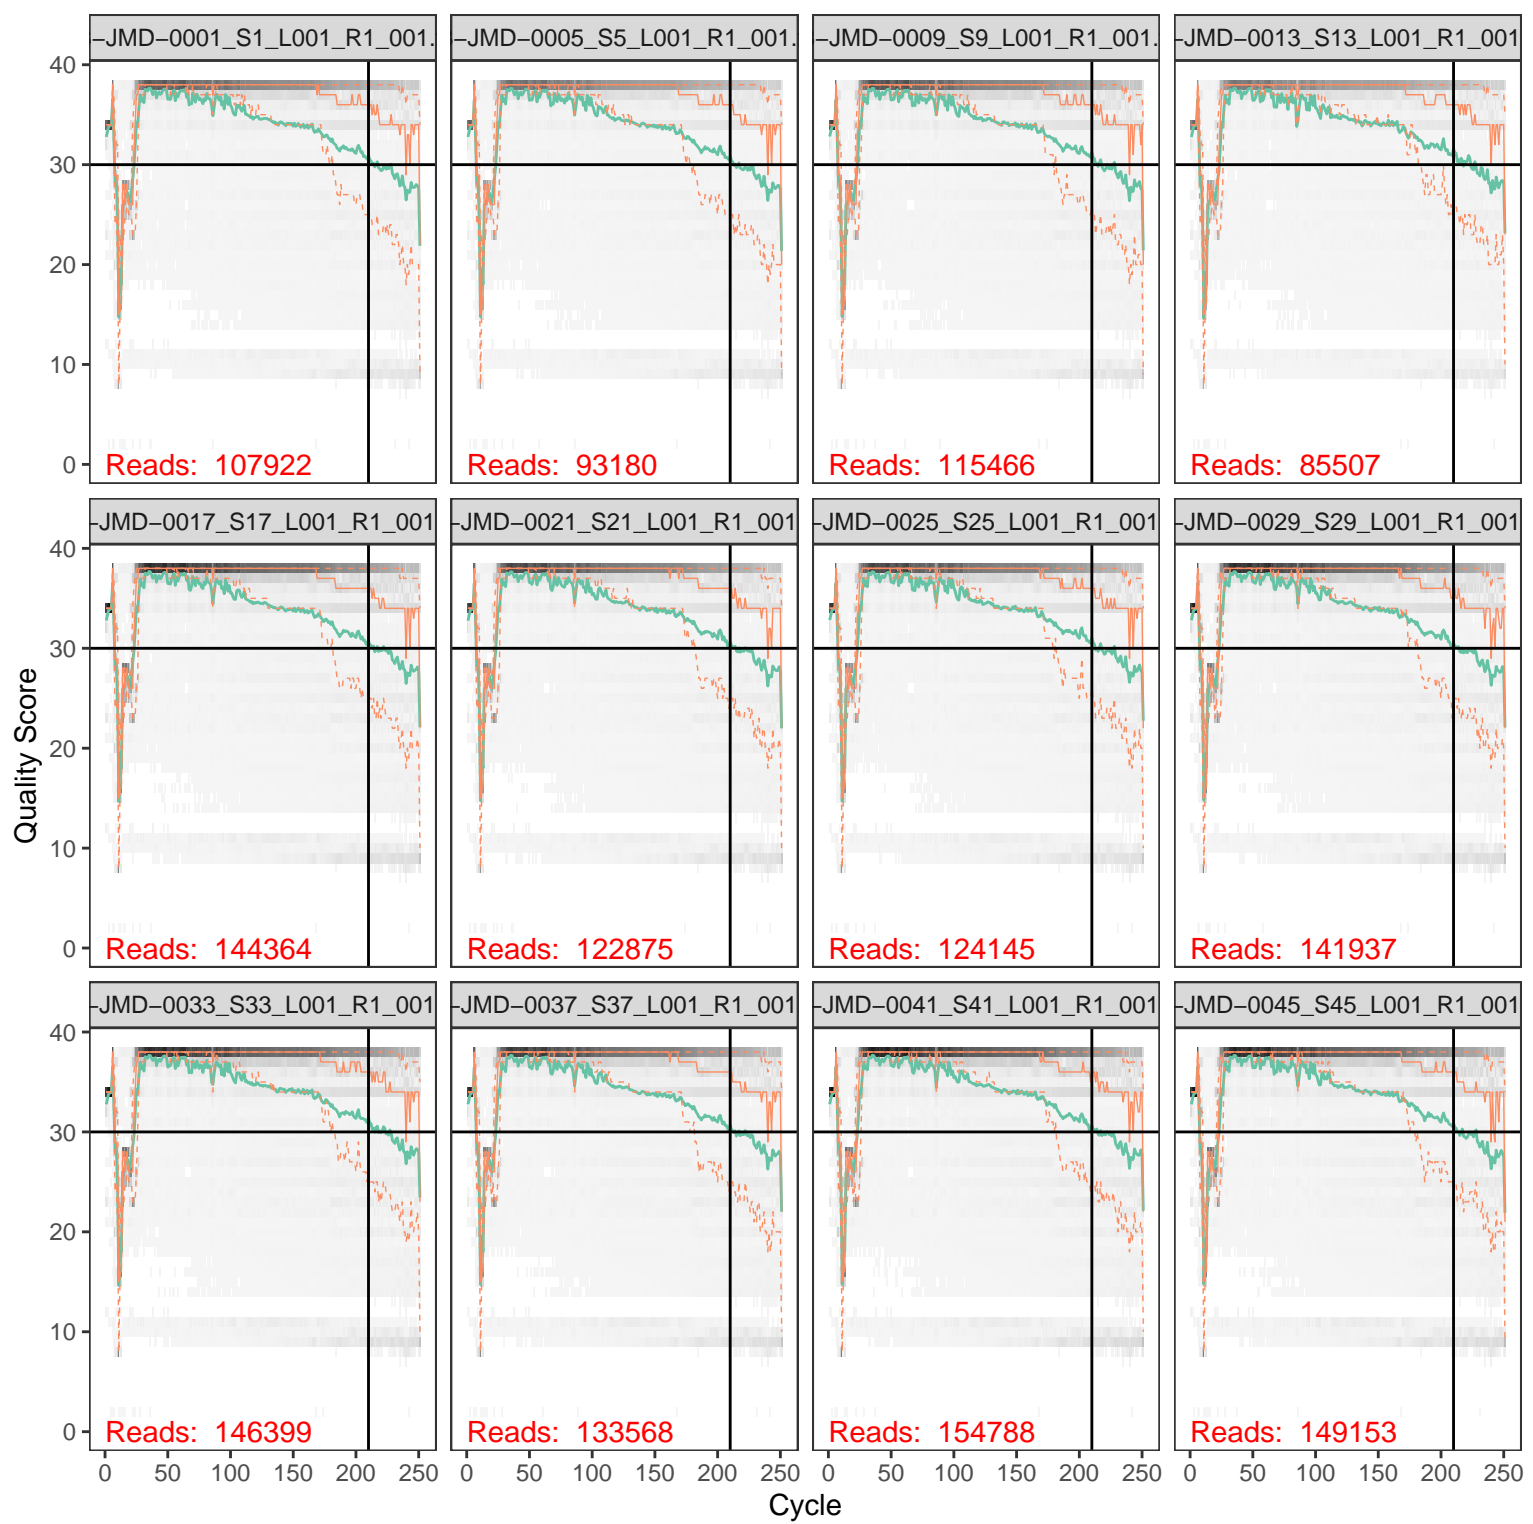 -JMD-0001_S1_L001_R1_001.
-JMD-0005_S5_L001_R1_001.
-JMD-0009_S9_L001_R1_001.
-JMD-0013_S13_L001_R1_001
40
30
20
10
0
Reads: 107922
Reads: 93180
Reads: 115466
Reads: 85507
-JMD-0017_S17_L001_R1_001
-JMD-0021_S21_L001_R1_001
-JMD-0025_S25_L001_R1_001
-JMD-0029_S29_L001_R1_001
Quality Score
40
30
20
10
0
Reads: 144364
Reads: 122875
Reads: 124145
Reads: 141937
-JMD-0033_S33_L001_R1_001
-JMD-0037_S37_L001_R1_001
-JMD-0041_S41_L001_R1_001
-JMD-0045_S45_L001_R1_001
40
30
20
10
0
Reads: 146399
Reads: 133568
Reads: 154788
Reads: 149153
0 50 100 150 200 250
0 50 100 150 200 250
0 50 100 150 200 250
0 50 100 150 200 250
Cycle